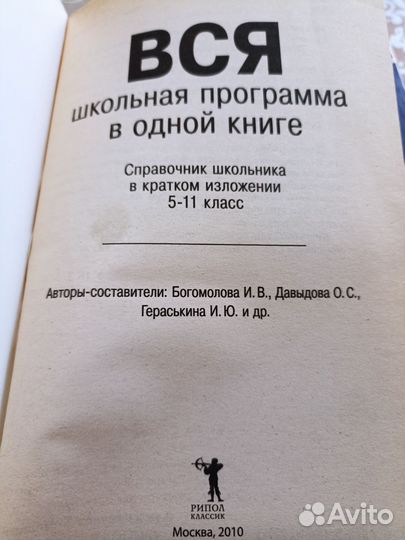 ВСЯ
школьная программа
в одной книге
Справочник школьника
в кратком изложении
5-11 класс
Авторы-составители: Богомолова И. В., Давыдова О. С.,
Гераськина И. Ю. и др.
РИПОЛ
КЛАССИК
Москва, 2010
Avito